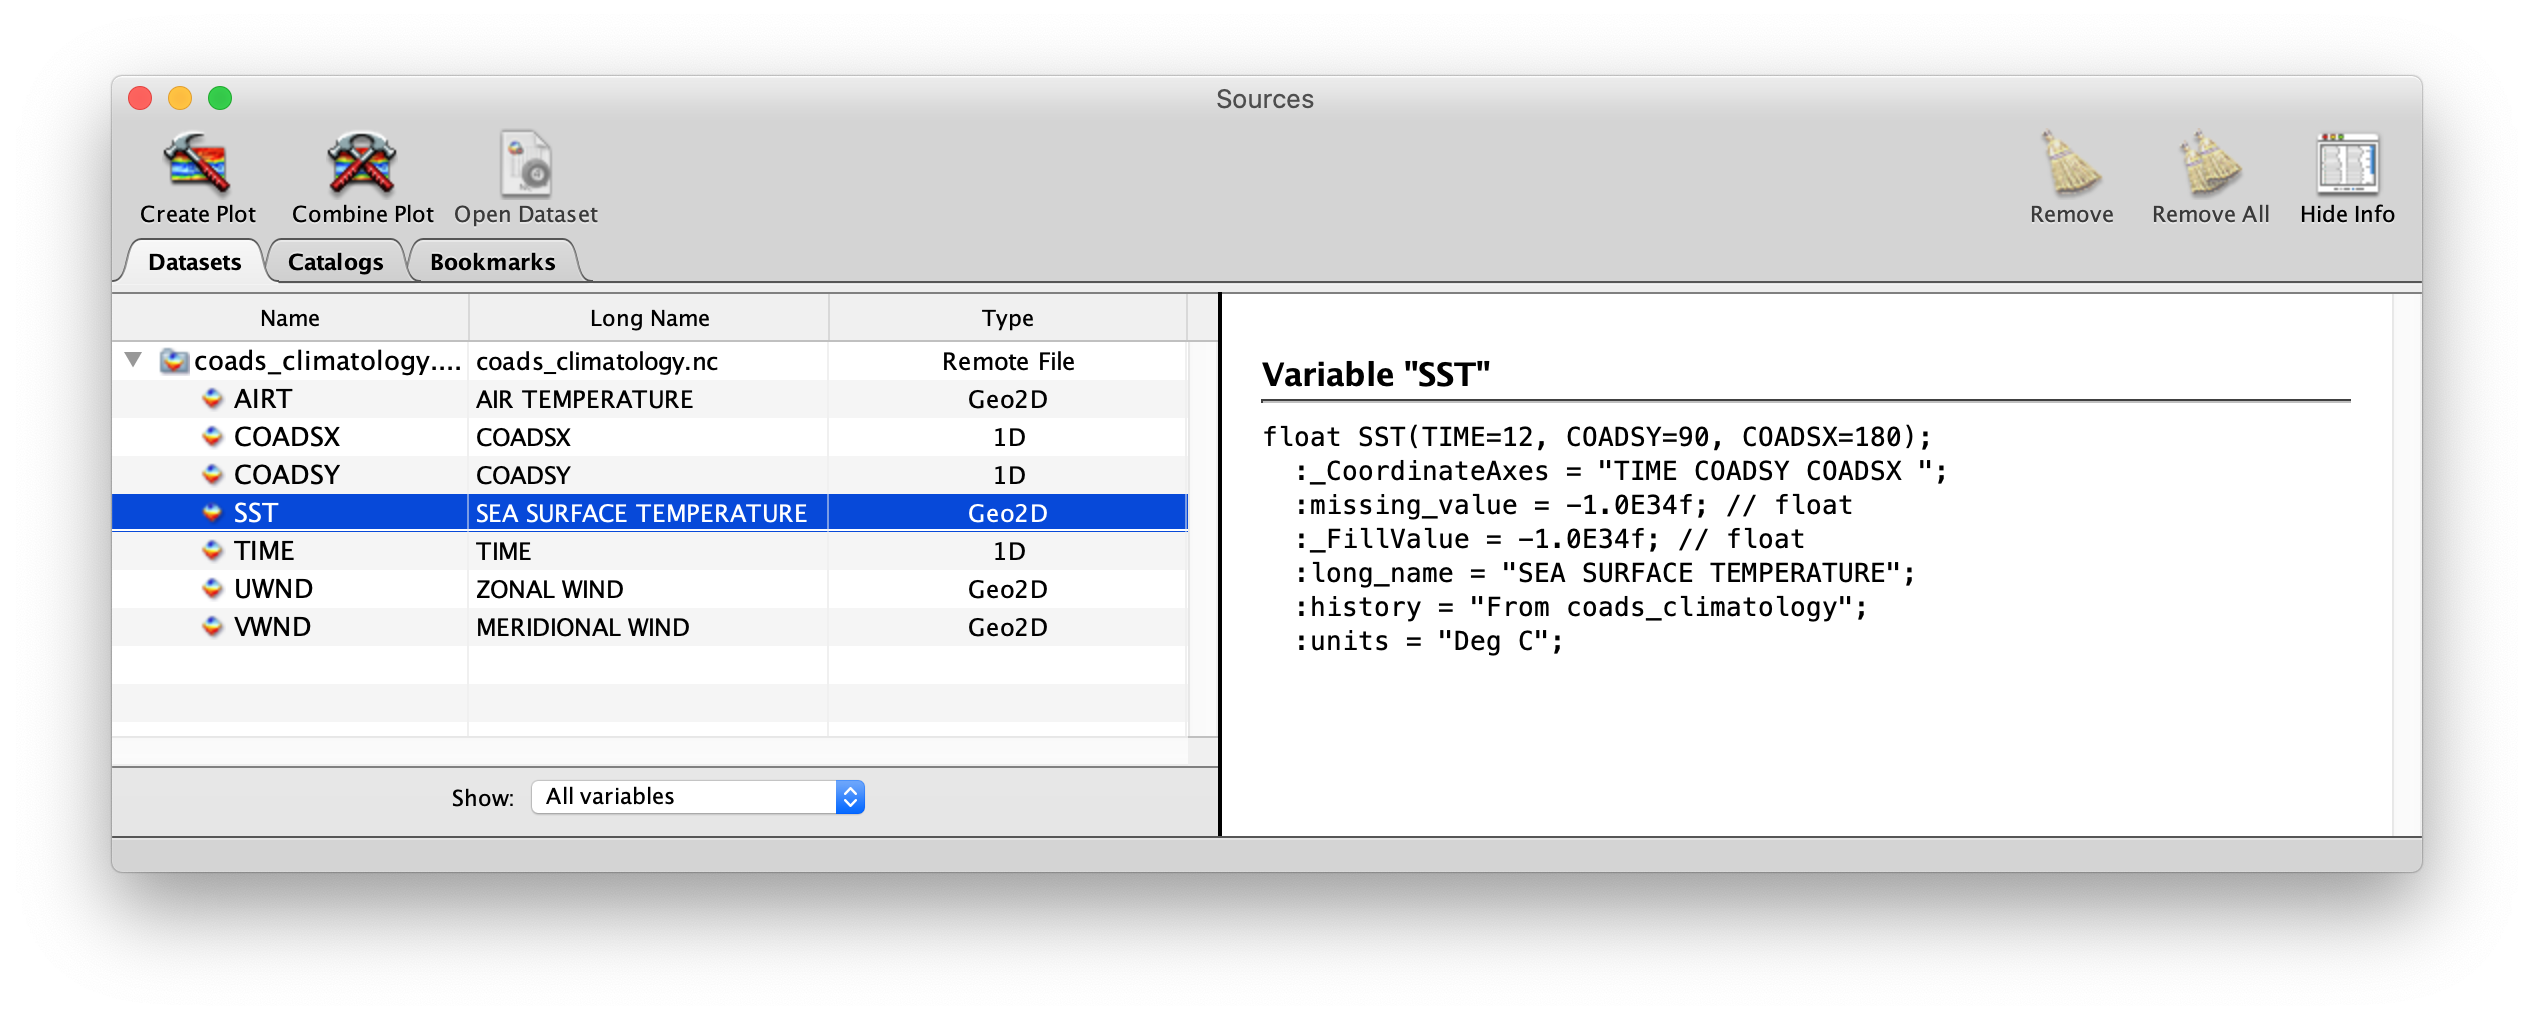 Sources
Create Plot Combine Plot Open Dataset Remove Remove All Hide Info
Datasets Catalogs Bookmarks
Name Long Name Type
coads_climatology.... coads_climatology.nc Remote File
AIRT AIR TEMPERATURE Geo2D
COADSX COADSX 1D
COADSY COADSY 1D
SST SEA SURFACE TEMPERATURE Geo2D
TIME TIME 1D
UWND ZONAL WIND Geo2D
VWND MERIDIONAL WIND Geo2D
Show: All variables
Variable "SST"
float SST(TIME=12, COADSY=90, COADSX=180);
:_CoordinateAxes = "TIME COADSY COADSX ";
:missing_value = -1.0E34f; // float
:_FillValue = -1.0E34f; // float
:long_name = "SEA SURFACE TEMPERATURE";
:history = "From coads_climatology";
:units = "Deg C";